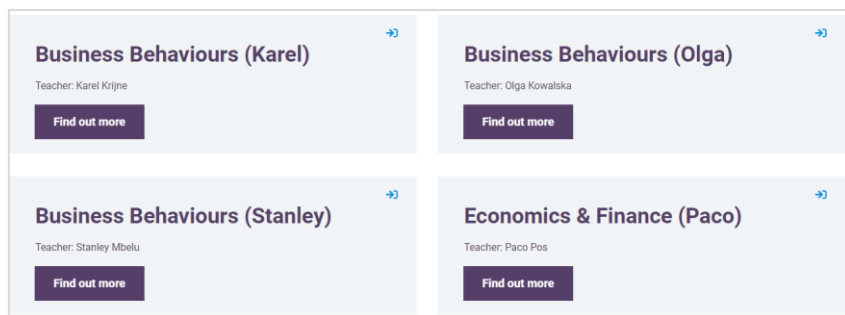 Business Behaviours (Karel)
Teacher: Karel Krijne
Find out more
Business Behaviours (Olga)
Teacher: Olga Kowalska
Find out more
Business Behaviours (Stanley)
Teacher: Stanley Mbelu
Find out more
Economics & Finance (Paco)
Teacher: Paco Pos
Find out more